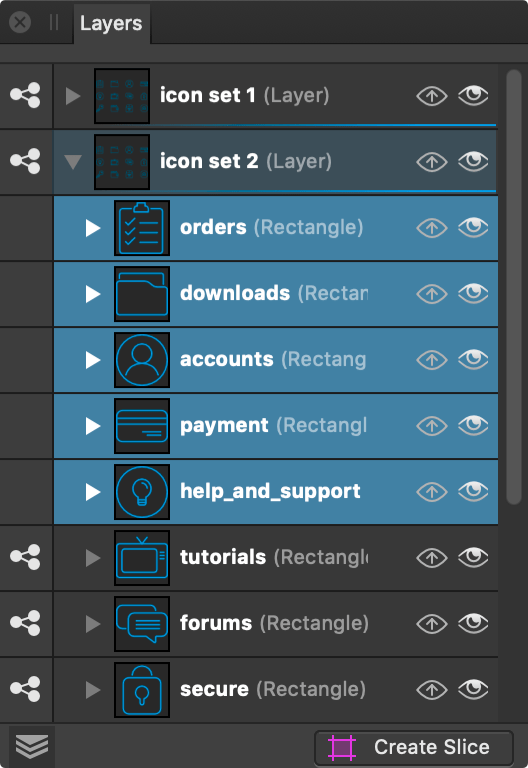 Layers
icon set 1 (Layer)
icon set 2 (Layer)
orders (Rectangle)
downloads (Rectan
accounts (Rectang
payment (Rectangl
help_and_support
tutorials (Rectangl
forums (Rectangle)
secure (Rectangle)
Create Slice